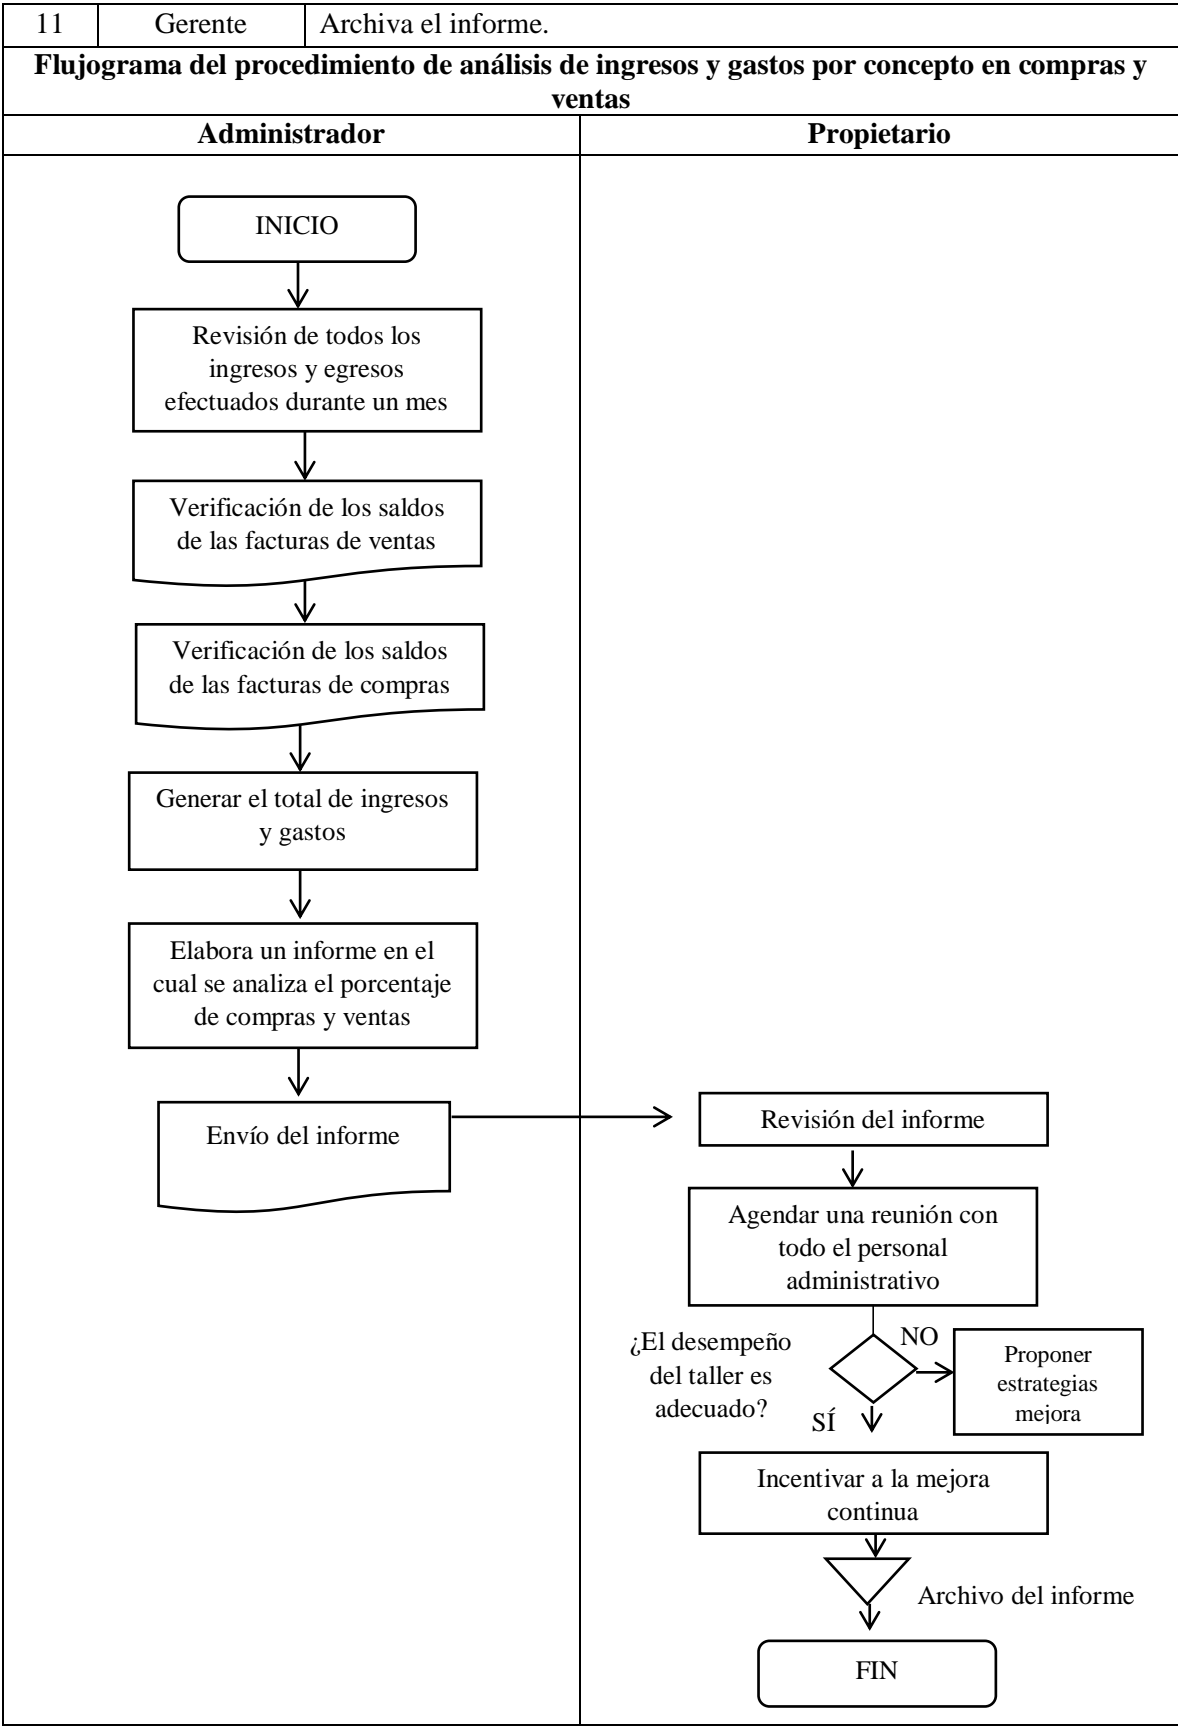 11 Gerente Archiva el informe.
Flujograma del procedimiento de análisis de ingresos y gastos por concepto en compras y
ventas
Administrador Propietario
INICIO
Revisión de todos los
ingresos y egresos
efectuados durante un mes
Verificación de los saldos
de las facturas de ventas
Verificación de los saldos
de las facturas de compras
Generar el total de ingresos
y gastos
Elabora un informe en el
cual se analiza el porcentaje
de compras y ventas
Envío del informe
Revisión del informe
Agendar una reunión con
todo el personal
administrativo
¿El desempeño
del taller es
adecuado?
NO
Proponer
estrategias
mejora
SÍ
Incentivar a la mejora
continua
Archivo del informe
FIN